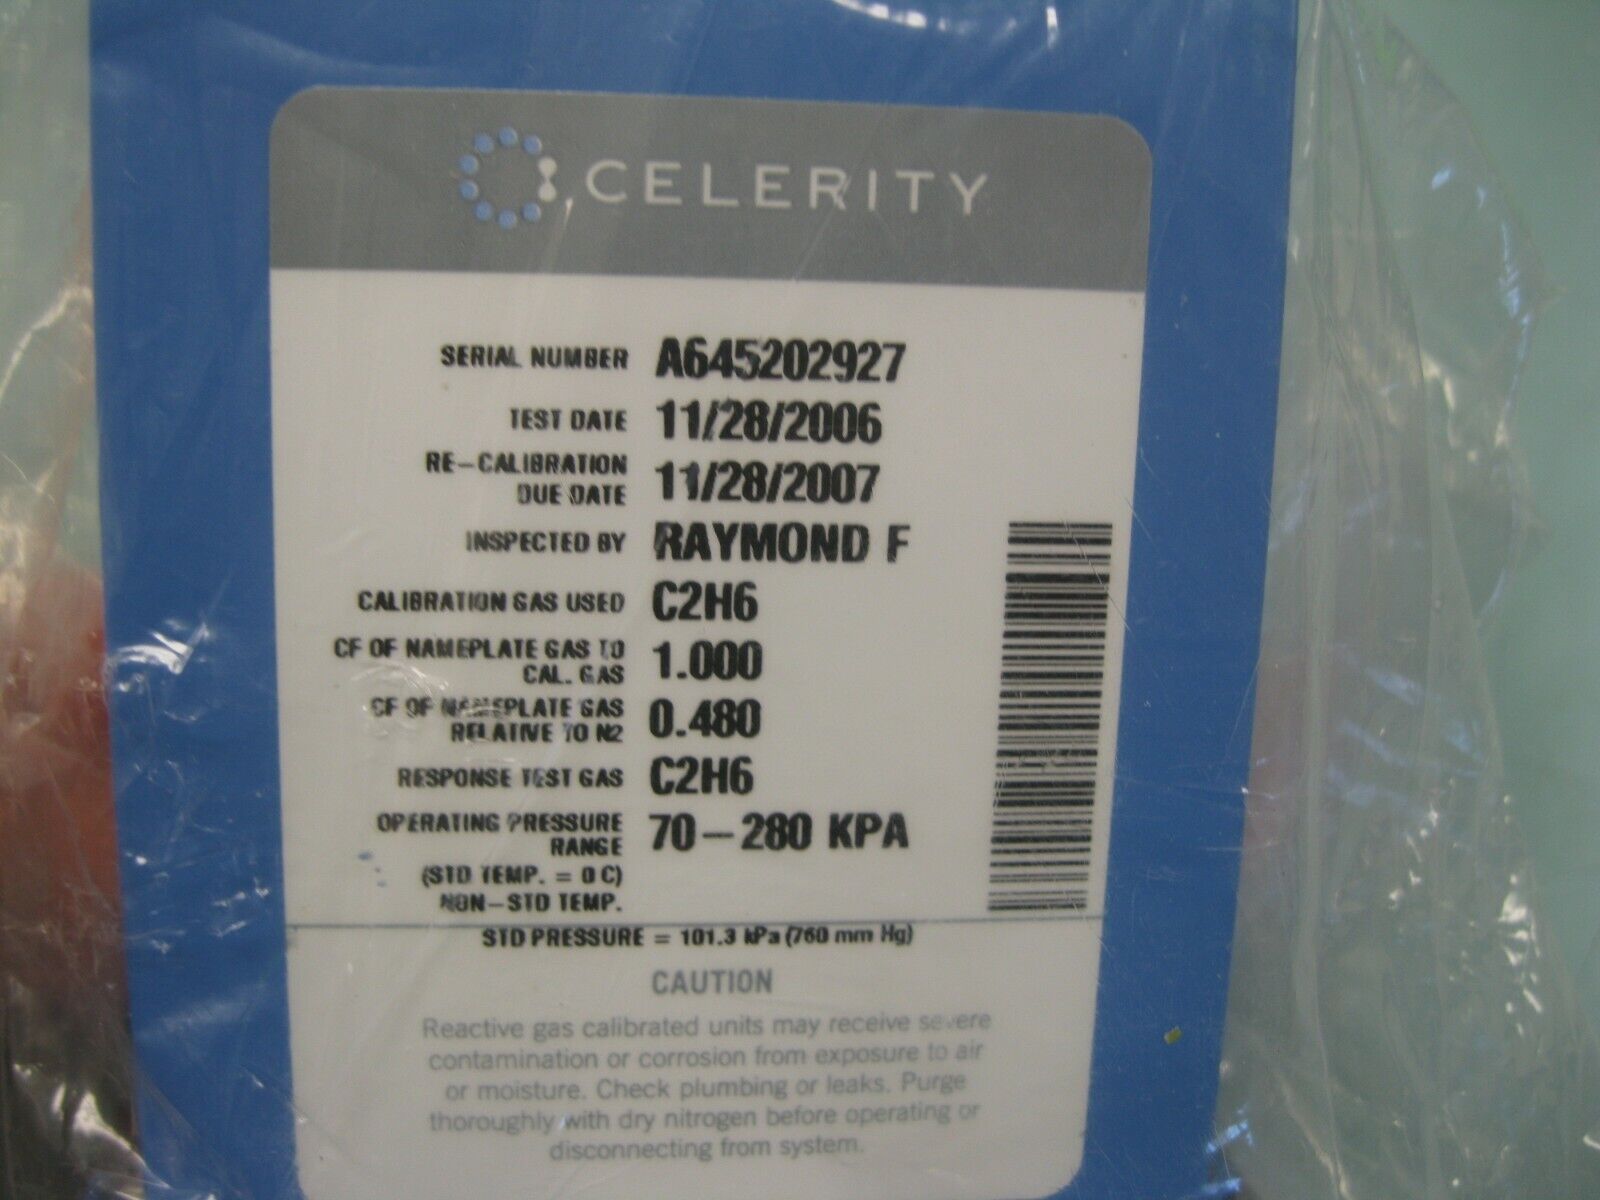 CELERITY
SERIAL NUMBER A645202927
TEST DATE 11/28/2006
RE-CALIBRATION
DUE DATE 11/28/2007
INSPECTED BY RAYMOND F
CALIBRATION GAS USED C2H6
CF OF NAMEPLATE GAS TO
CAL. GAS 1.000
CF OF NAMEPLATE GAS
RELATIVE TO N2 0.480
RESPONSE TEST GAS C2H6
OPERATING PRESSURE
RANGE 70-280 KPA
(STD TEMP. = 0 C)
NON-STD TEMP.
STD PRESSURE = 101.3 kPa (760 mm Hg)
CAUTION
Reactive gas calibrated units may receive severe
contamination or corrosion from exposure to air
or moisture. Check plumbing or leaks. Purge
thoroughly with dry nitrogen before operating or
disconnecting from system.